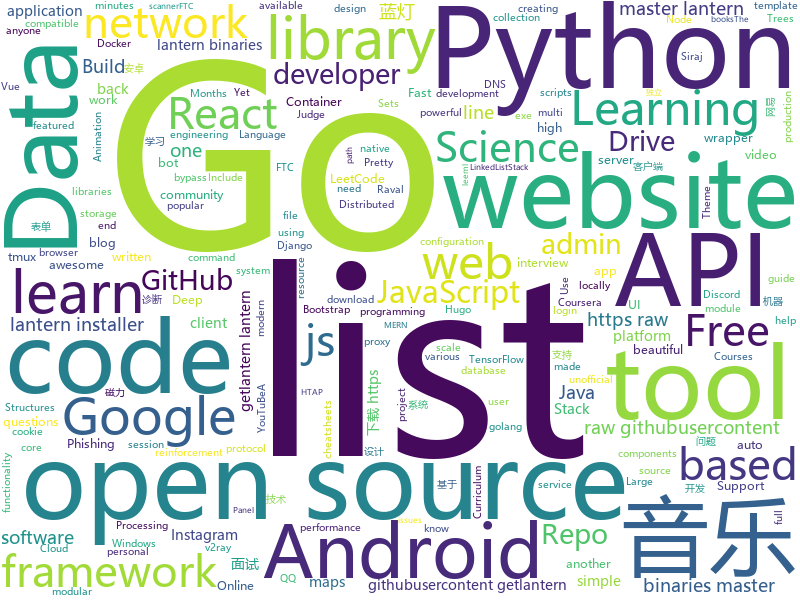 network
蓝灯
master lantern
Python
application
minutes
scannerFTC
available
design
creating
collection
Node
booksThe
template
Trees
compatible
anyone
Vue
lantern binaries
Build
安卓
back
Docker
work
Yet
Months
library
developer
Fast
development
DNS
scripts
Siraj
独立
exe
multi
production
Data
Go
React
Container
Judge
line
powerful
Learning
Sets
high
wrapper
Science
Drive
featured
Animation
学习
engineering
Language
one
bot
FTC
native
path
Pretty
LinkedListStack
server
客户端
video
libraries
bypass
Include
LeetCode
need
Raval
Distributed
leemi
website
Theme
storage
popular
community
表单
end
file
using
Django
resource
configuration
admin
tmux
browser
blog
written
awesome
command
system
web
app
Use
API
guide
learn
GitHub
诊断
Deep
download
locally
Coursera
JavaScript
interview
login
UI
机器
Discord
module
help
lantern installer
client
Bootstrap
programming
MERN
Hugo
https raw
Free
platform
beautiful
code
js
modern
getlantern lantern
list
proxy
scale
various
TensorFlow
database
made
支持
unofficial
tool
Courses
Java
Stack
golang
Structures
磁力
YouTuBeA
HTAP
下载 https
cheatsheets
project
系统
user
Google
raw githubusercontent
questions
cookie
session
Phishing
auto
reinforcement
protocol
设计
core
functionality
open source
技术
基于
Curriculum
service
components
source
问题
based
Support
开发
Large
know
full
software
Processing
Cloud
personal
Windows
v2ray
Instagram
面试
Panel
performance
issues
Android
Repo
another
Online
maps
simple
音乐
framework
modular
QQ
githubusercontent getlantern
binaries master